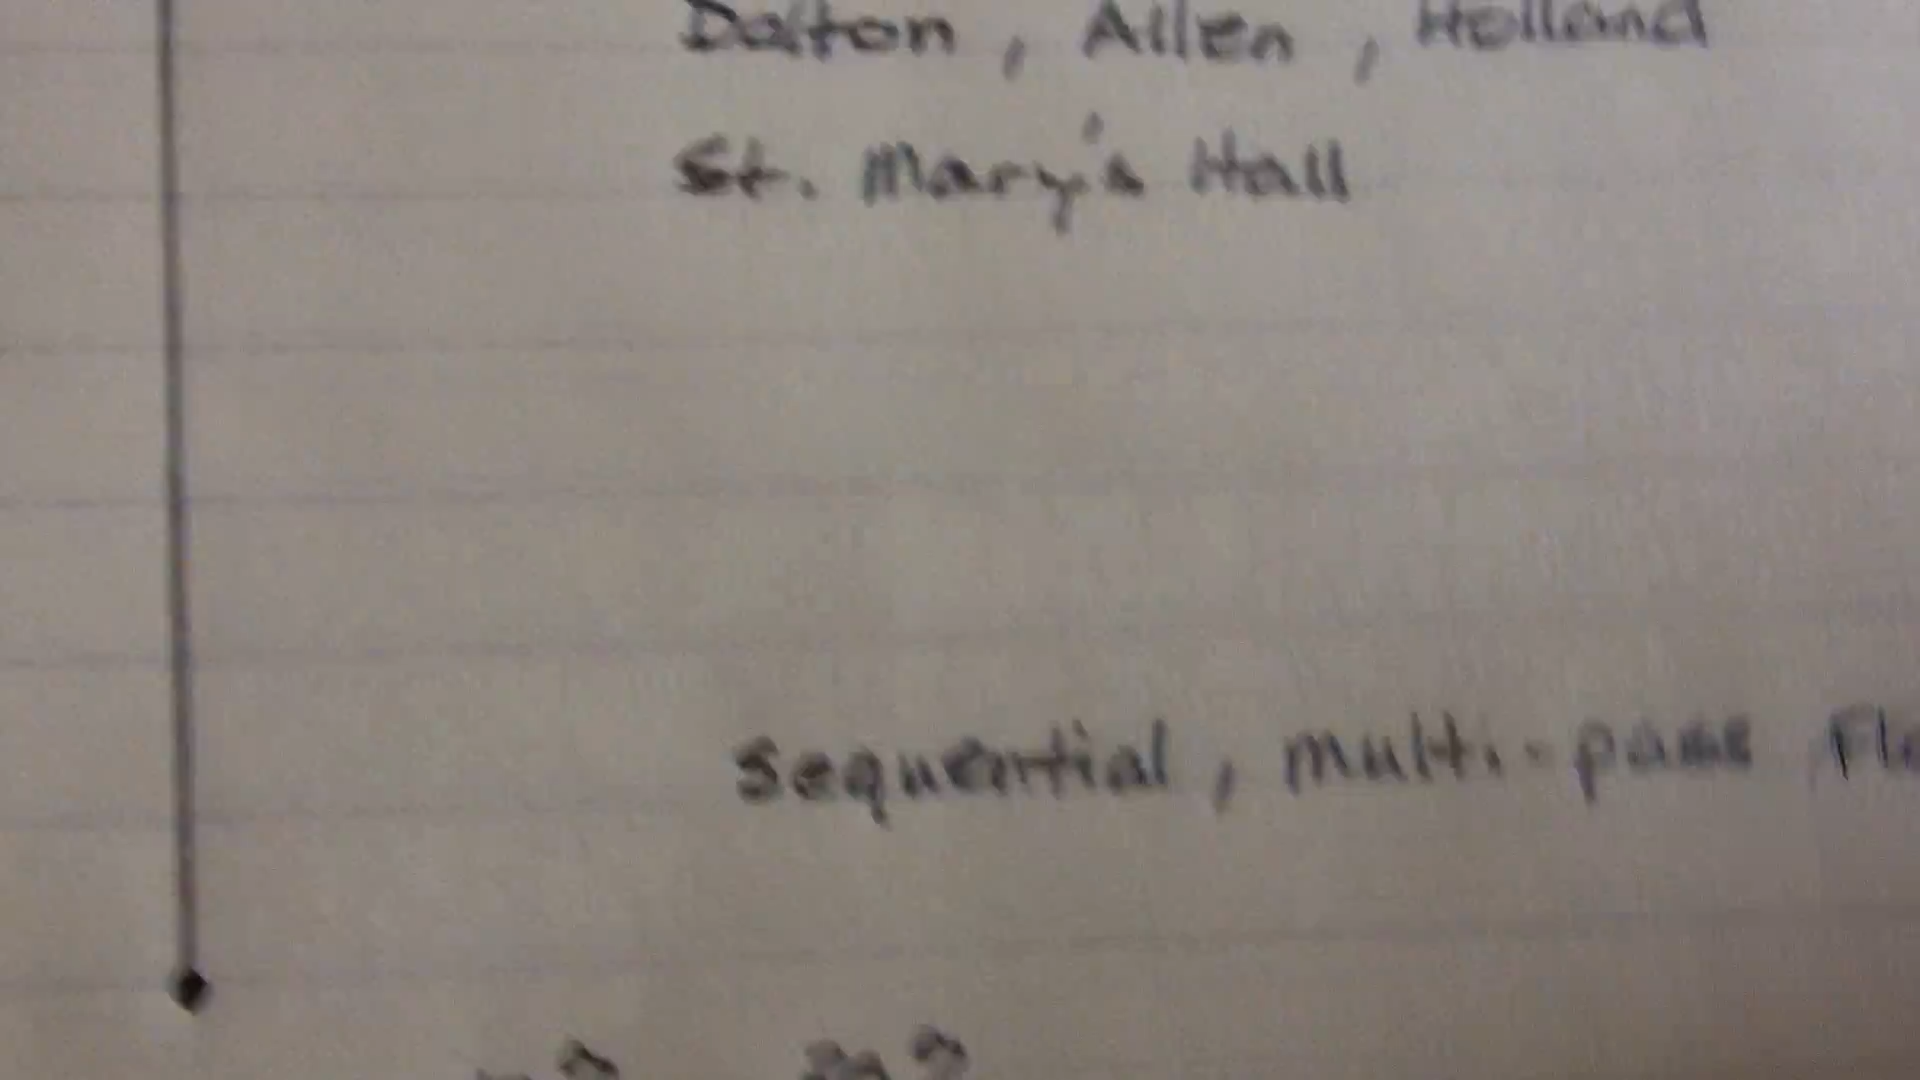 Dalton, Allen, Holland
St. Mary's Hall
Sequential, multi-pass